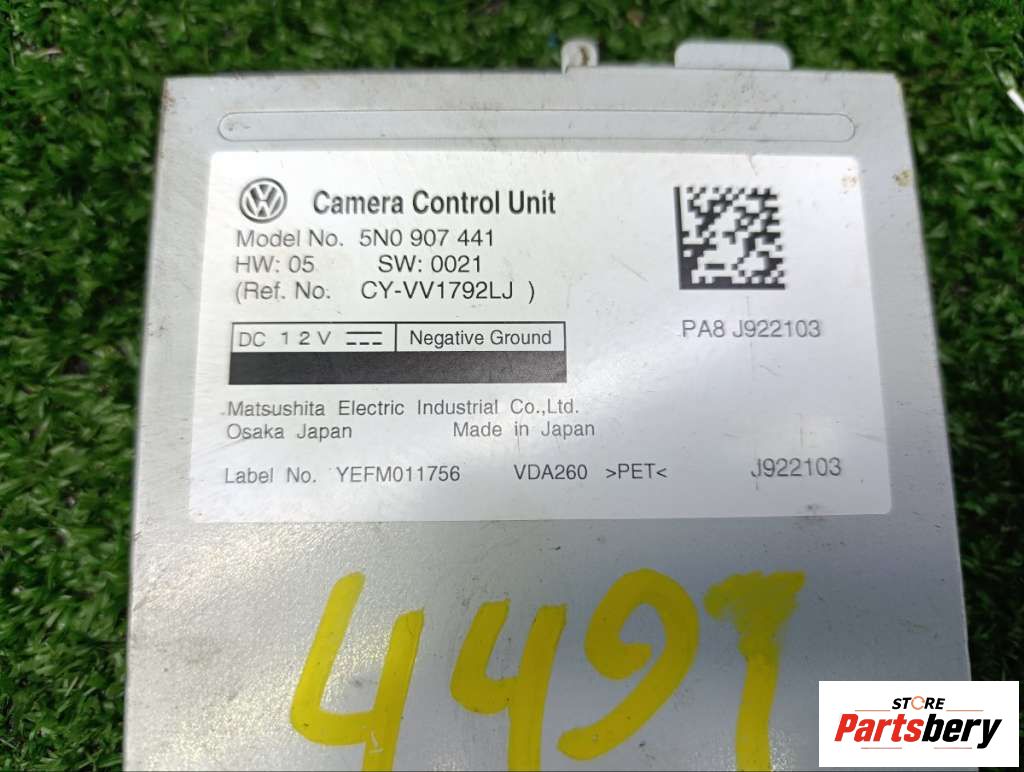 Camera Control Unit
Model No. 5N0 907 441
HW: 05 SW: 0021
(Ref. No. CY-VV1792LJ )
DC 12V Negative Ground
PA8 J922103
Matsushita Electric Industrial Co.,Ltd.
Osaka Japan Made in Japan
Label No. YEFM011756 VDA260 >PET< J922103
4491
STORE
Partsbery